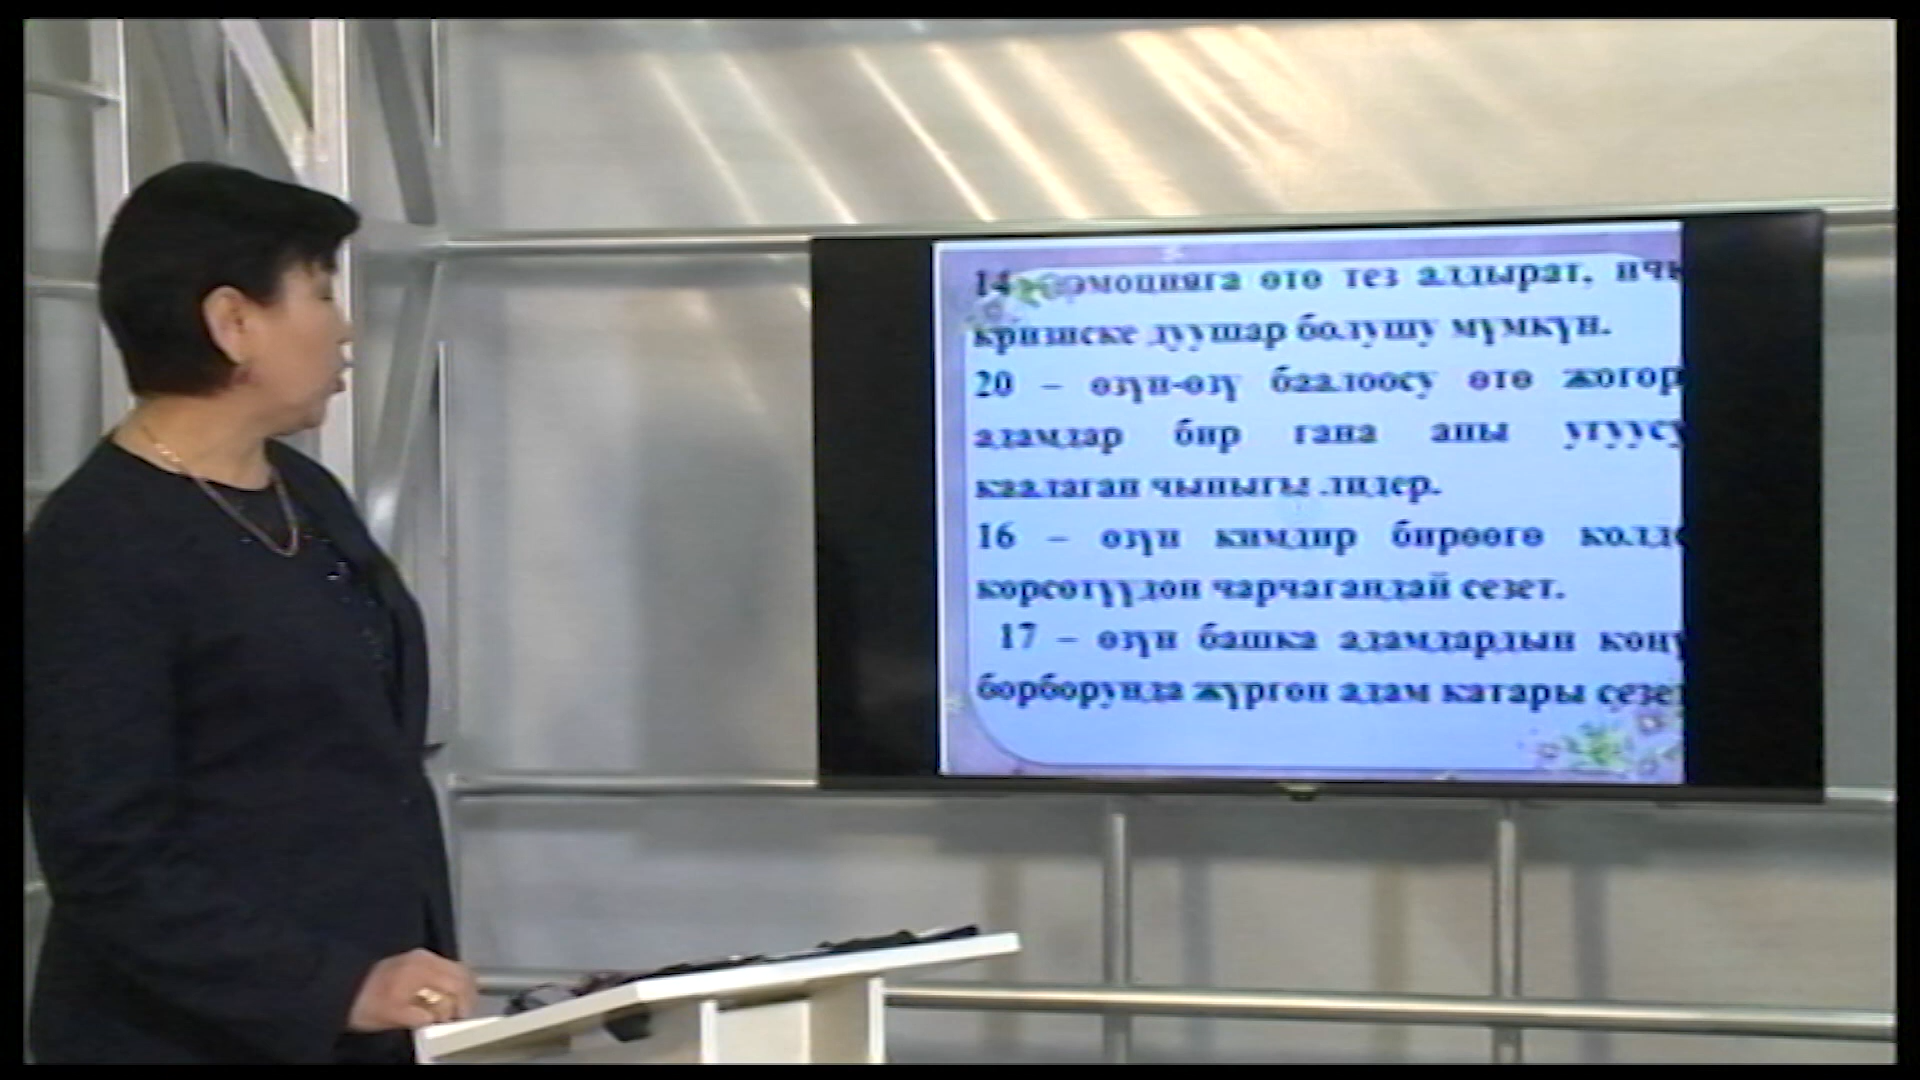 14 – эмоцияга өтө тез алдырат,
кризиске дуушар болушу мүмкүн.
20 – өзүн-өзү баалоосу өтө
адамдар бир гана аны
каалаган чыныгы лидер.
16 – өзүн кимдир бирөөгө
көрсөтүүдөн чарчагандай сезет.
17 – өзүн башка адамдардын
борборунда жүргөн адам катары